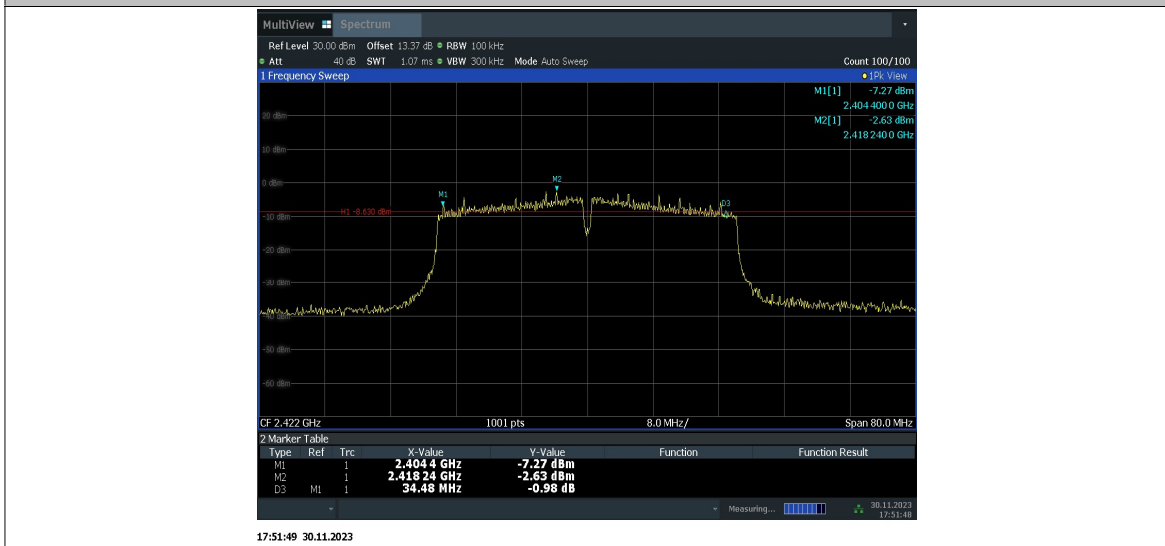 MultiView Spectrum
Ref Level 30.00 dBm Offset 13.37 dB RBW 100 kHz
Att 40 dB SWT 1.07 ms VBW 300 kHz Mode Auto Sweep Count 100/100
1 Frequency Sweep 1Pk View
M1[1] -7.27 dBm
2.404 400 0 GHz
M2[1] -2.63 dBm
2.418 240 0 GHz
20 dBm
10 dBm
0 dBm
M2
M1
D3
H1 -8.630 dBm
-10 dBm
-20 dBm
-30 dBm
-40 dBm
-50 dBm
-60 dBm
CF 2.422 GHz 1001 pts 8.0 MHz/ Span 80.0 MHz
2 Marker Table
Type Ref Trc X-Value Y-Value Function Function Result
M1 1 2.404 4 GHz -7.27 dBm
M2 1 2.418 24 GHz -2.63 dBm
D3 M1 1 34.48 MHz -0.98 dB
Measuring... 30.11.2023
17:51:48
17:51:49 30.11.2023